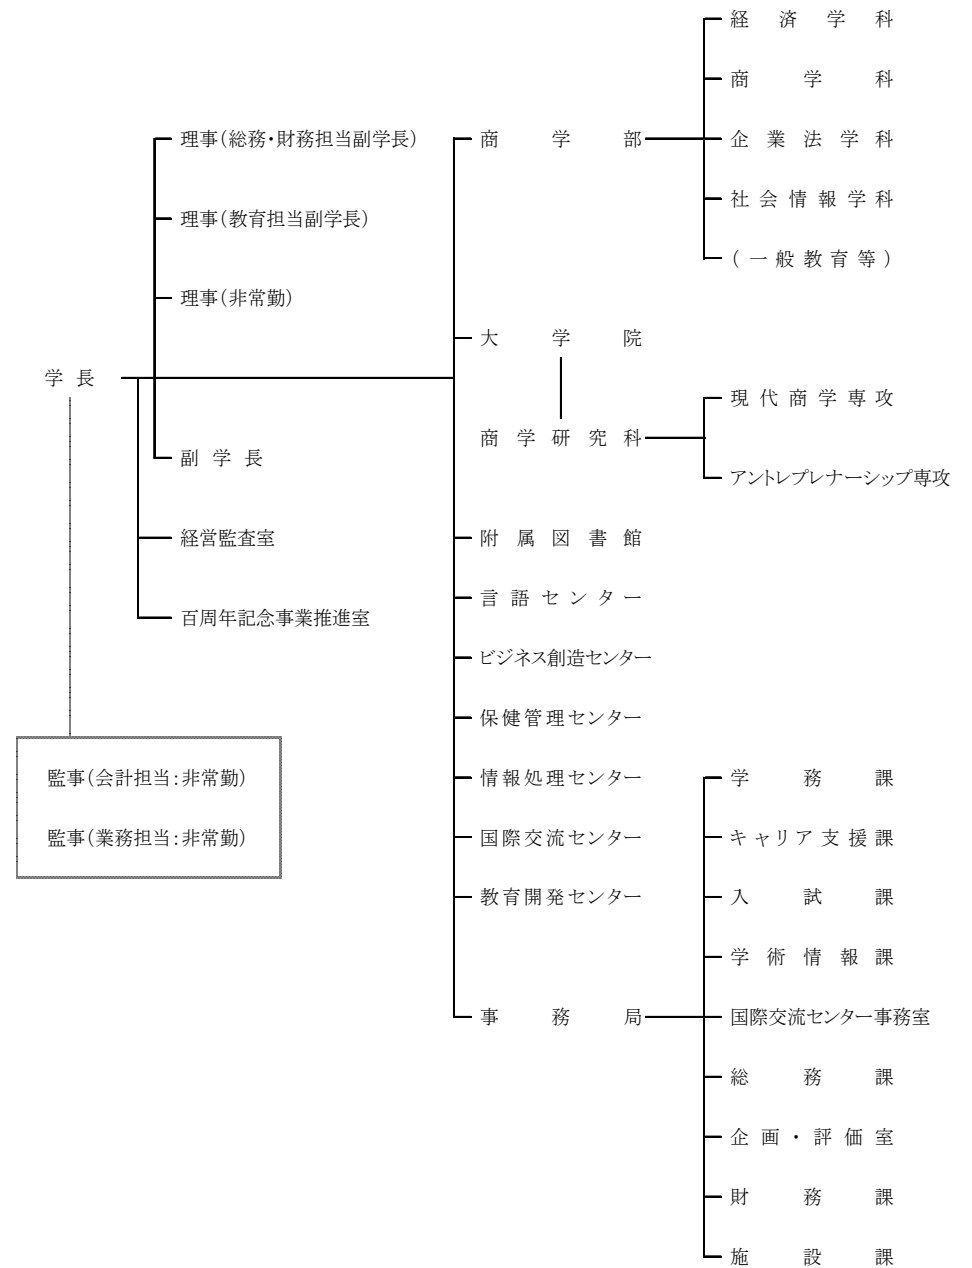 学長
理事(総務・財務担当副学長)
理事(教育担当副学長)
理事(非常勤)
副学長
経営監査室
百周年記念事業推進室
監事(会計担当:非常勤)
監事(業務担当:非常勤)
商学部
経済学科
商学科
企業法学科
社会情報学科
(一般教育等)
大学院
商学研究科
現代商学専攻
アントレプレナーシップ専攻
附属図書館
言語センター
ビジネス創造センター
保健管理センター
情報処理センター
国際交流センター
教育開発センター
事務局
学務課
キャリア支援課
入試課
学術情報課
国際交流センター事務室
総務課
企画・評価室
財務課
施設課